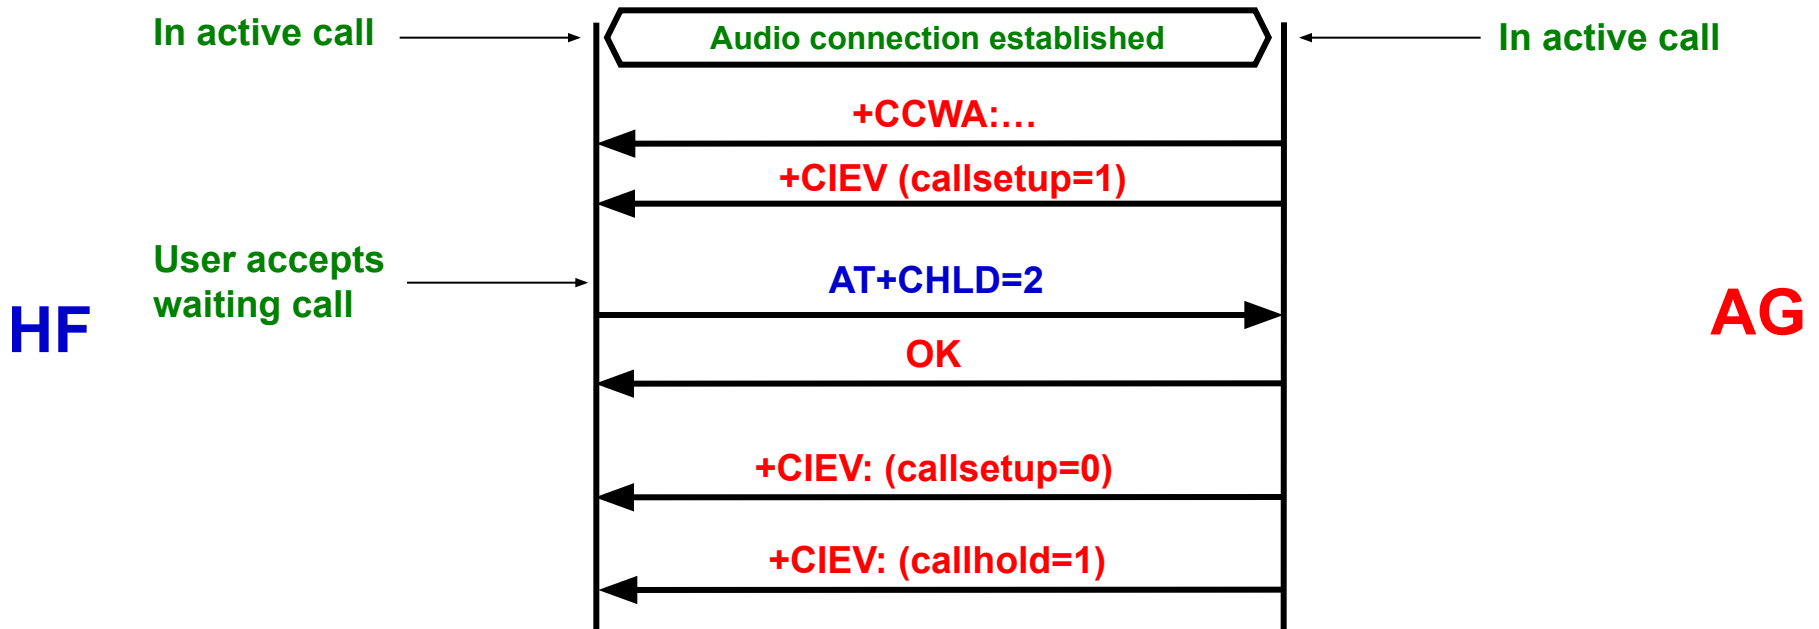 In active call
Audio connection established
In active call
+CCWA:…
+CIEV (callsetup=1)
User accepts
waiting call
AT+CHLD=2
HF
AG
OK
+CIEV: (callsetup=0)
+CIEV: (callhold=1)